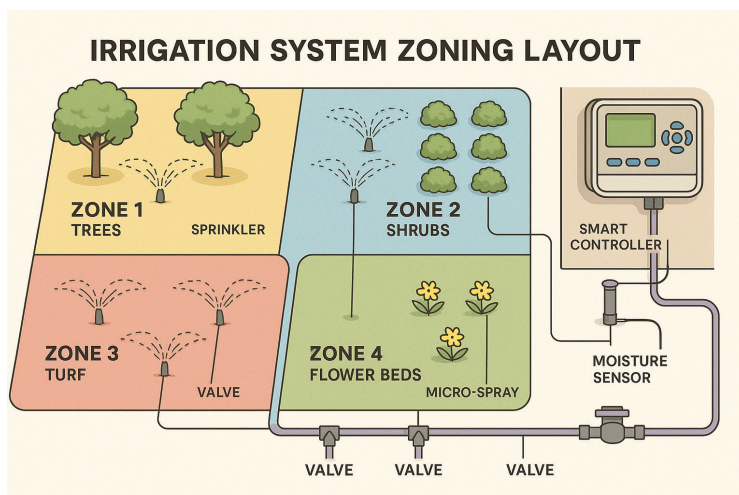 IRRIGATION SYSTEM ZONING LAYOUT
ZONE 1
TREES
SPRINKLER
ZONE 2
SHRUBS
SMART
CONTROLLER
ZONE 3
TURF
VALVE
ZONE 4
FLOWER BEDS
MICRO-SPRAY
MOISTURE
SENSOR
VALVE
VALVE
VALVE